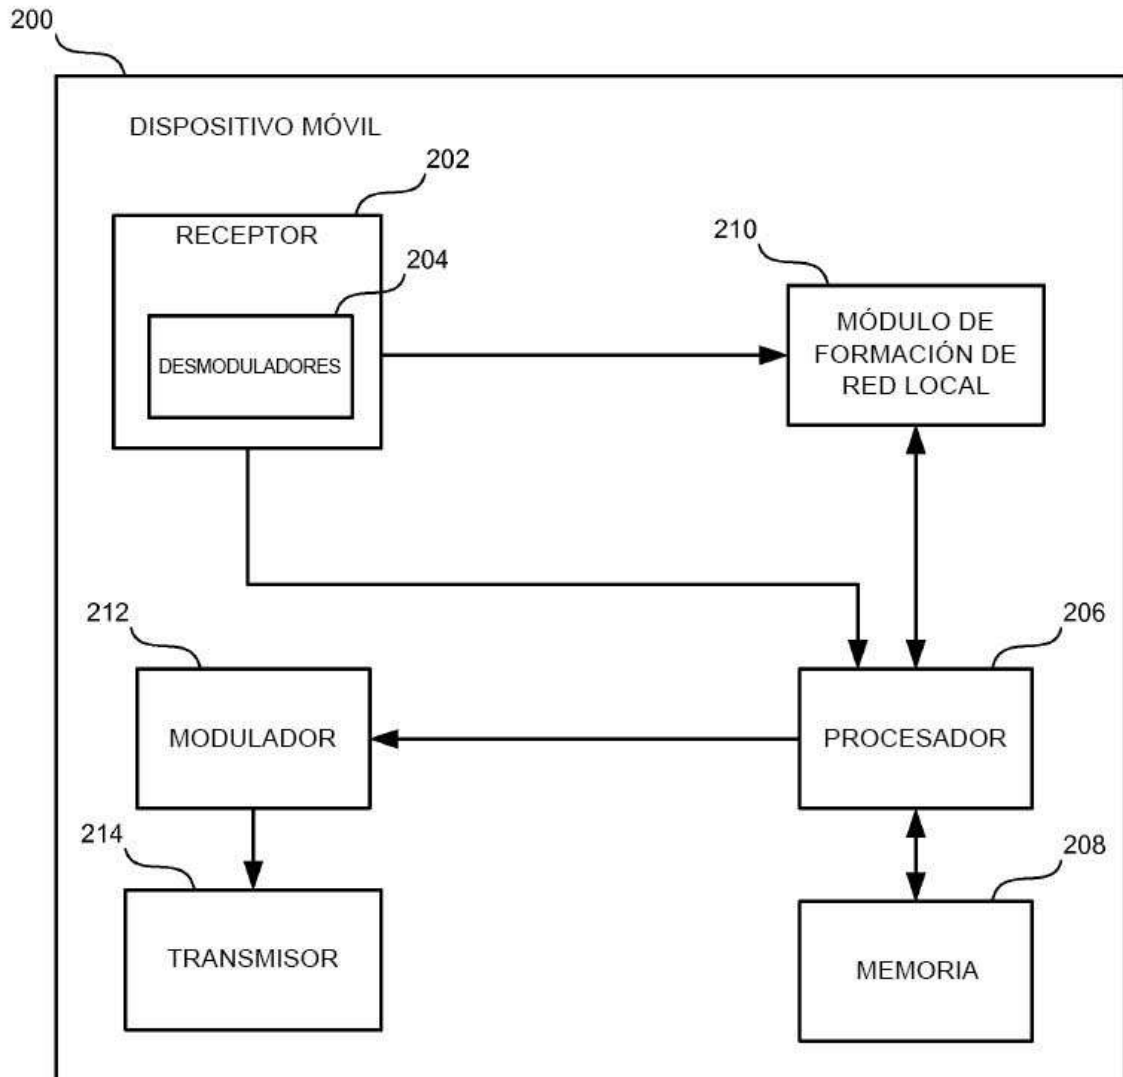 200
DISPOSITIVO MÓVIL
202
RECEPTOR
204
DESMODULADORES
210
MÓDULO DE
FORMACIÓN DE
RED LOCAL
212
MODULADOR
206
PROCESADOR
214
TRANSMISOR
208
MEMORIA